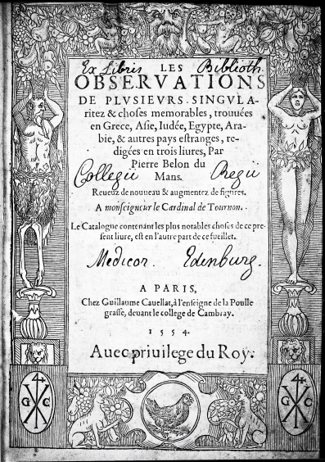 Ex Libris LES Biblioth.
OBSERVATIONS
DE PLVSIEVRS SINGVLA-
ritez & choses memorables, trouuées
en Grece, Asie, Iudée, Egypte, Ara-
bie, & autres pays estranges, re-
digées en trois liures, Par
Pierre Belon du
Collegii Mans. Regii
Reueuz de nouueau & augmentez de figures.
A monseigneur le Cardinal de Tournon.
Le Catalogue contenant les plus notables choses de ce pre-
sent liure, est en l'autre part de ce fueillet.
Medicor. Edenburg.
A PARIS,
Chez Guillaume Cauellat, à l'enseigne de la Poulle
grasse, deuant le college de Cambray.
1554.
Auec priuilege du Roy.
G C
G C